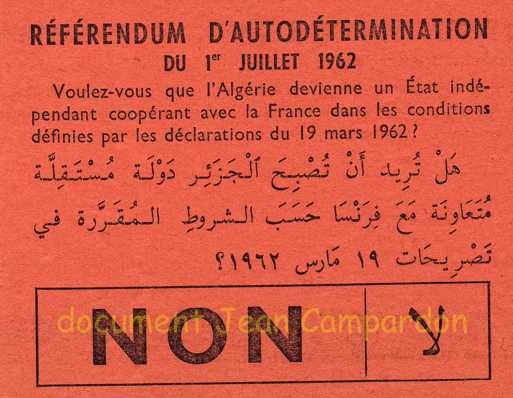 RÉFÉRENDUM D'AUTODÉTERMINATION
DU 1er JUILLET 1962
Voulez-vous que l'Algérie devienne un État indé-
pendant coopérant avec la France dans les conditions
définies par les déclarations du 19 mars 1962 ?
هَلْ تُرِيد أَنْ تُصْبِحَ الْجَزَئِر دَوْلَة مُسْتَقِلَّة
مُتَعَاوِنَة مَعَ فِرَنْسَا حَسَبَ الشروط المُقَرَّرة في
تَصْرِيحَات ١٩ مَارس ١٩٦٢؟
NON لا
document Jean Campardon